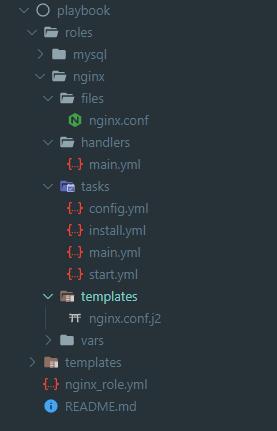 playbook
roles
mysql
nginx
files
nginx.conf
handlers
main.yml
tasks
config.yml
install.yml
main.yml
start.yml
templates
nginx.conf.j2
vars
templates
nginx_role.yml
README.md